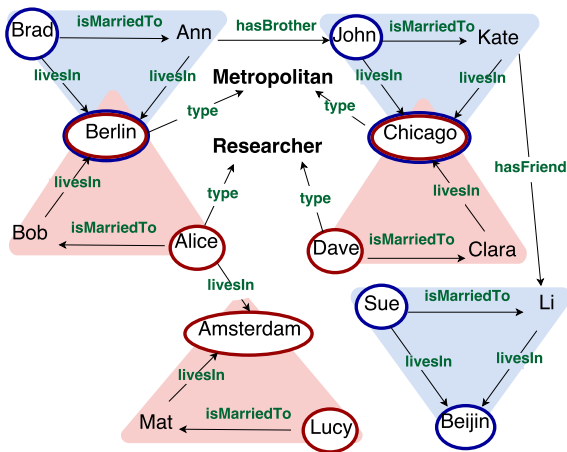 Brad isMarriedTo Ann hasBrother John isMarriedTo Kate
livesIn livesIn livesIn livesIn
Metropolitan
type type
Berlin Chicago
Researcher
livesIn type type livesIn hasFriend
Bob isMarriedTo Alice Dave isMarriedTo Clara
livesIn
Amsterdam Sue isMarriedTo Li
livesIn livesIn livesIn
Mat isMarriedTo Lucy Beijin